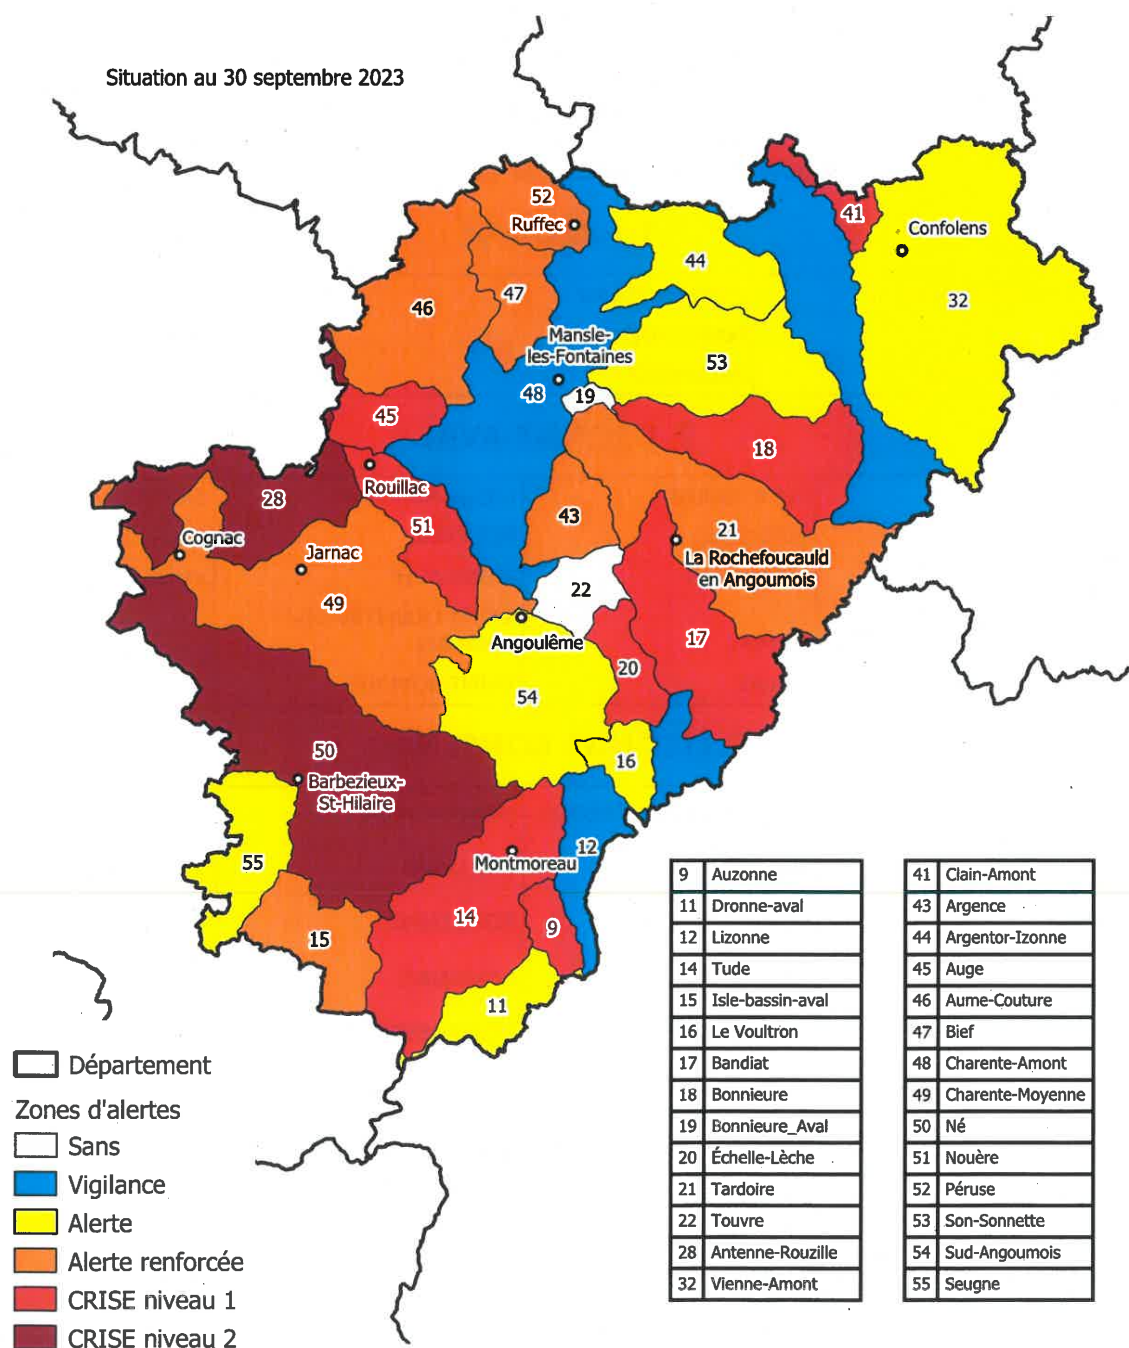 Situation au 30 septembre 2023
52
Ruffec
41
Confolens
44
47
46
32
Mansle-
les-Fontaines
53
48
19
45
18
Rouillac
28
51
43
21
Cognac
Jarnac
La Rochefoucauld
en Angoumois
22
49
Angoulême
17
20
54
50
16
Barbezieux-
St-Hilaire
12
55
Montmoreau
14
9
15
11
9 Auzonne
11 Dronne-aval
12 Lizonne
14 Tude
15 Isle-bassin-aval
16 Le Voultron
17 Bandiat
18 Bonnieure
19 Bonnieure_Aval
20 Échelle-Lèche
21 Tardoire
22 Touvre
28 Antenne-Rouzille
32 Vienne-Amont
41 Clain-Amont
43 Argence
44 Argentor-Izonne
45 Auge
46 Aume-Couture
47 Bief
48 Charente-Amont
49 Charente-Moyenne
50 Né
51 Nouère
52 Péruse
53 Son-Sonnette
54 Sud-Angoumois
55 Seugne
Département
Zones d'alertes
Sans
Vigilance
Alerte
Alerte renforcée
CRISE niveau 1
CRISE niveau 2